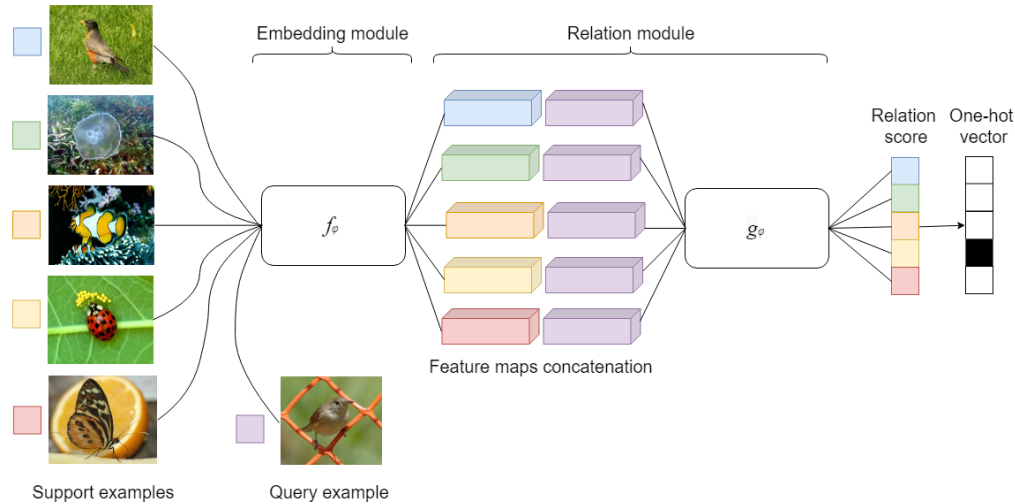 Embedding module
Relation module
Relation
score
One-hot
vector
fφ
gφ
Feature maps concatenation
Support examples
Query example